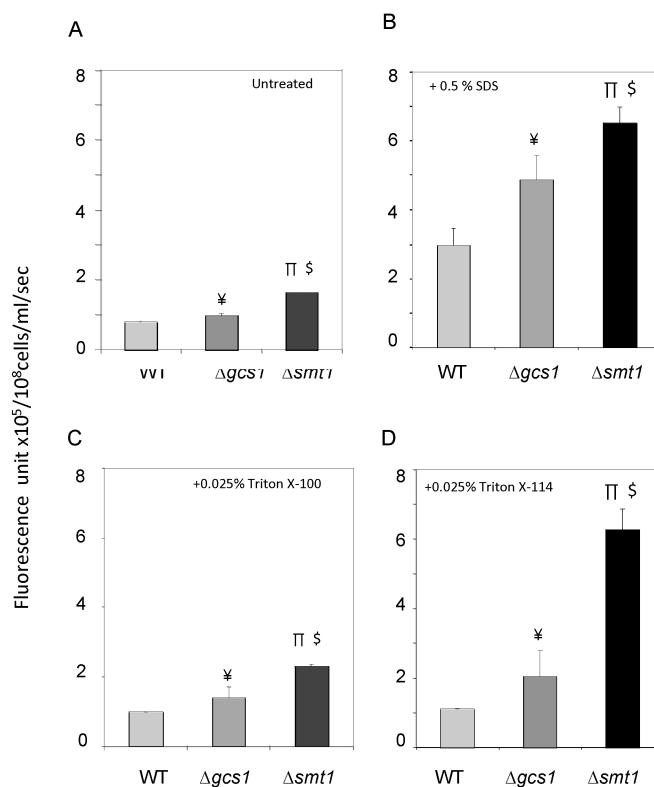 Fluorescence unit x10⁵/10⁸cells/ml/sec
A
Untreated
8
6
4
2
0
¥
∏ $
WT
Δgcs1
Δsmt1
B
+ 0.5 % SDS
8
6
4
2
0
¥
∏ $
WT
Δgcs1
Δsmt1
C
+0.025% Triton X-100
8
6
4
2
0
¥
∏ $
WT
Δgcs1
Δsmt1
D
+0.025% Triton X-114
8
6
4
2
0
¥
∏ $
WT
Δgcs1
Δsmt1